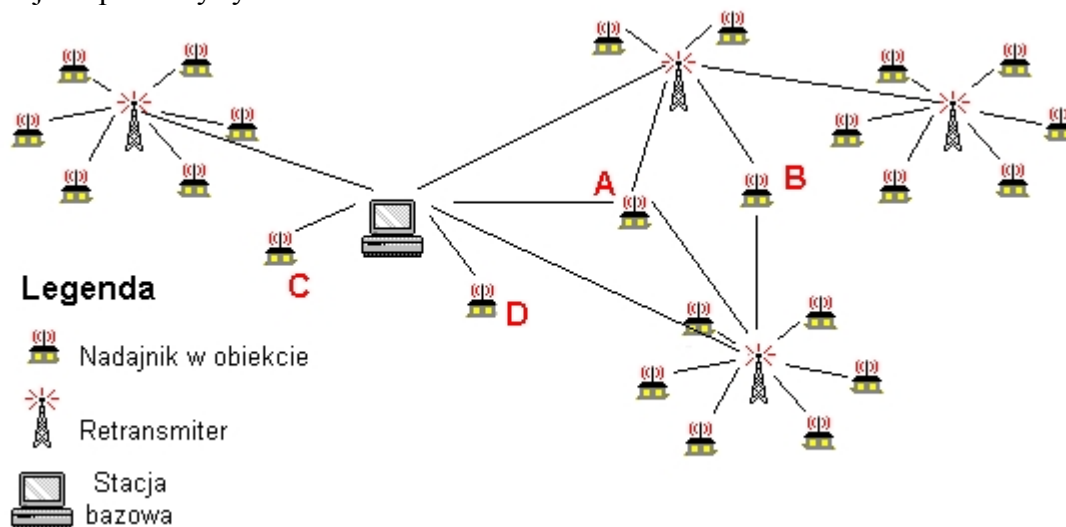 A
B
C
D
Legenda
Nadajnik w obiekcie
Retransmiter
Stacja
bazowa